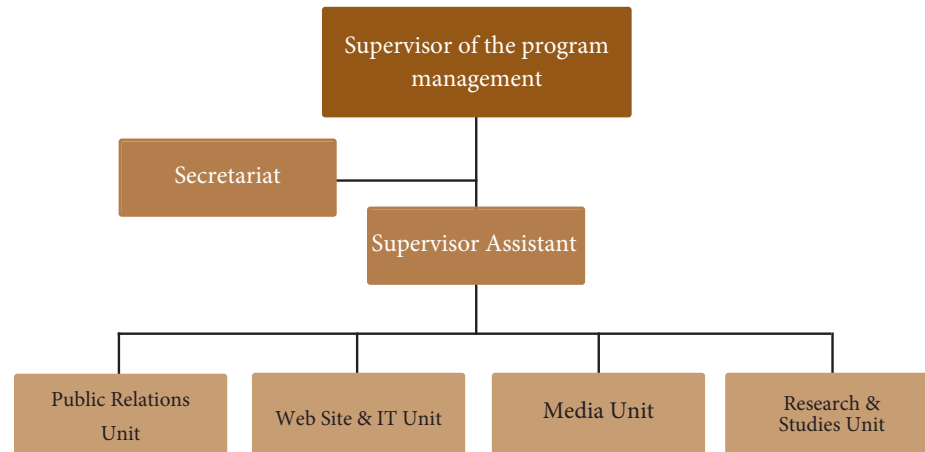 Supervisor of the program
management
Secretariat
Supervisor Assistant
Public Relations
Unit
Web Site & IT Unit
Media Unit
Research &
Studies Unit